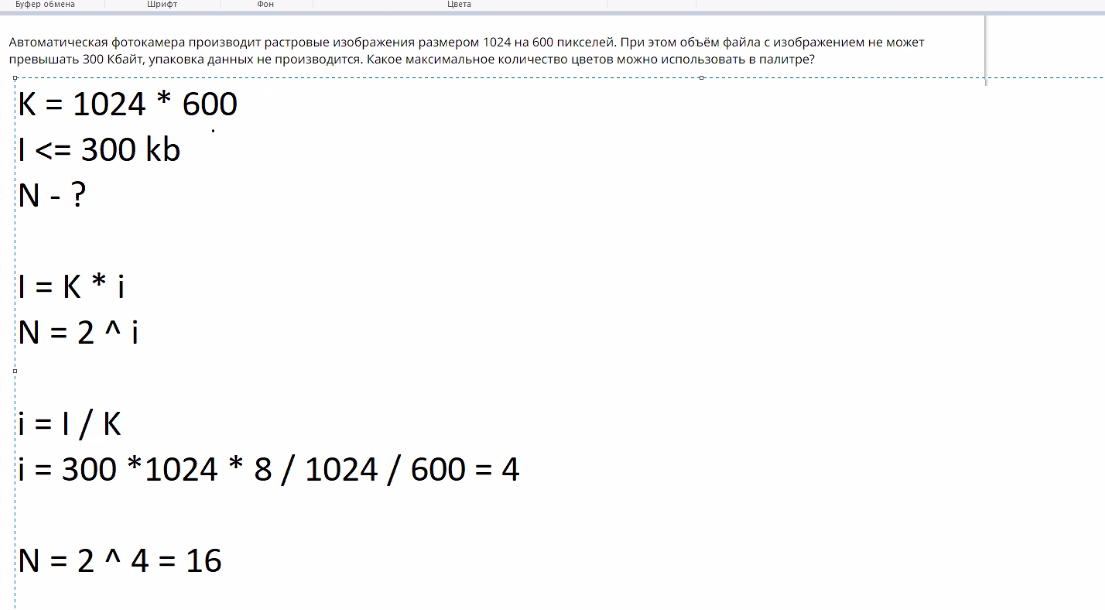 Буфер обмена Шрифт Фон Цвета
Автоматическая фотокамера производит растровые изображения размером 1024 на 600 пикселей. При этом объём файла с изображением не может
превышать 300 Кбайт, упаковка данных не производится. Какое максимальное количество цветов можно использовать в палитре?
K = 1024 * 600
I <= 300 kb
N - ?
I = K * i
N = 2 ^ i
i = I / K
i = 300 *1024 * 8 / 1024 / 600 = 4
N = 2 ^ 4 = 16